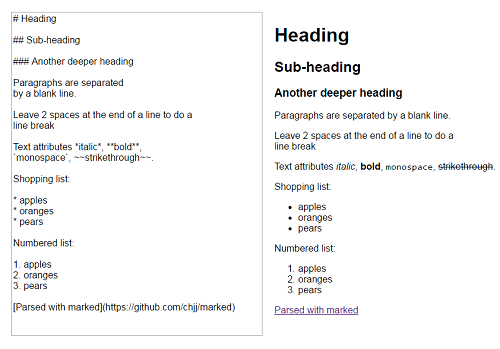 # Heading
## Sub-heading
### Another deeper heading
Paragraphs are separated
by a blank line.
Leave 2 spaces at the end of a line to do a
line break
Text attributes *italic*, **bold**,
`monospace`, ~~strikethrough~~.
Shopping list:
* apples
* oranges
* pears
Numbered list:
1. apples
2. oranges
3. pears
[Parsed with marked](https://github.com/chjj/marked)
Heading
Sub-heading
Another deeper heading
Paragraphs are separated by a blank line.
Leave 2 spaces at the end of a line to do a
line break
Text attributes italic, bold, monospace, strikethrough.
Shopping list:
• apples
• oranges
• pears
Numbered list:
1. apples
2. oranges
3. pears
Parsed with marked